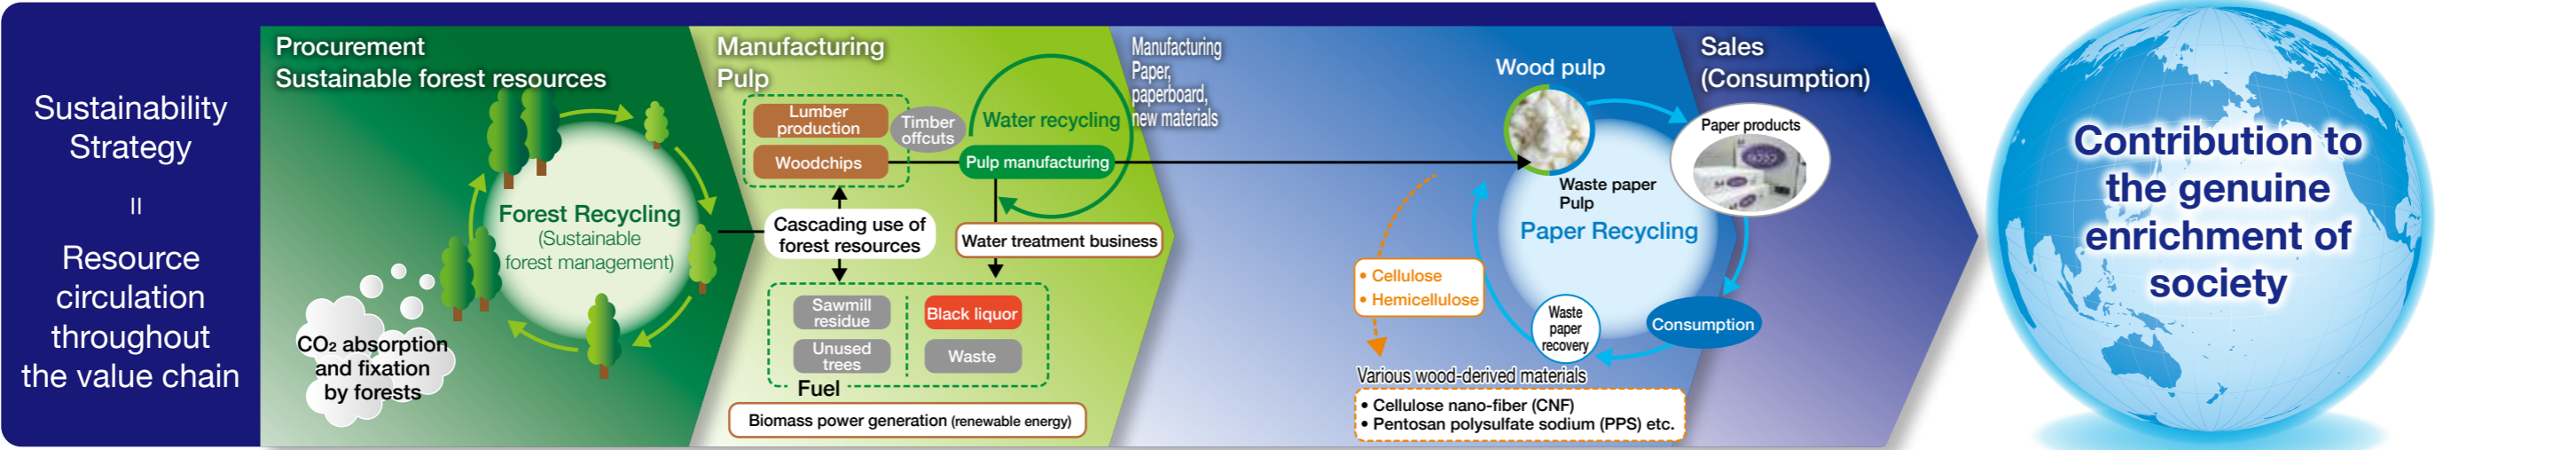 Sustainability
Strategy
=
Resource
circulation
throughout
the value chain
Procurement
Sustainable forest resources
Forest Recycling
(Sustainable
forest management)
CO₂ absorption
and fixation
by forests
Manufacturing
Pulp
Lumber
production
Woodchips
Timber
offcuts
Water recycling
Pulp manufacturing
Cascading use of
forest resources
Water treatment business
Sawmill
residue
Black liquor
Unused
trees
Waste
Fuel
Biomass power generation (renewable energy)
Manufacturing
Paper,
paperboard,
new materials
Wood pulp
Waste paper
Pulp
Paper Recycling
• Cellulose
• Hemicellulose
Waste
paper
recovery
Consumption
Various wood-derived materials
• Cellulose nano-fiber (CNF)
• Pentosan polysulfate sodium (PPS) etc.
Sales
(Consumption)
Paper products
Contribution to
the genuine
enrichment of
society